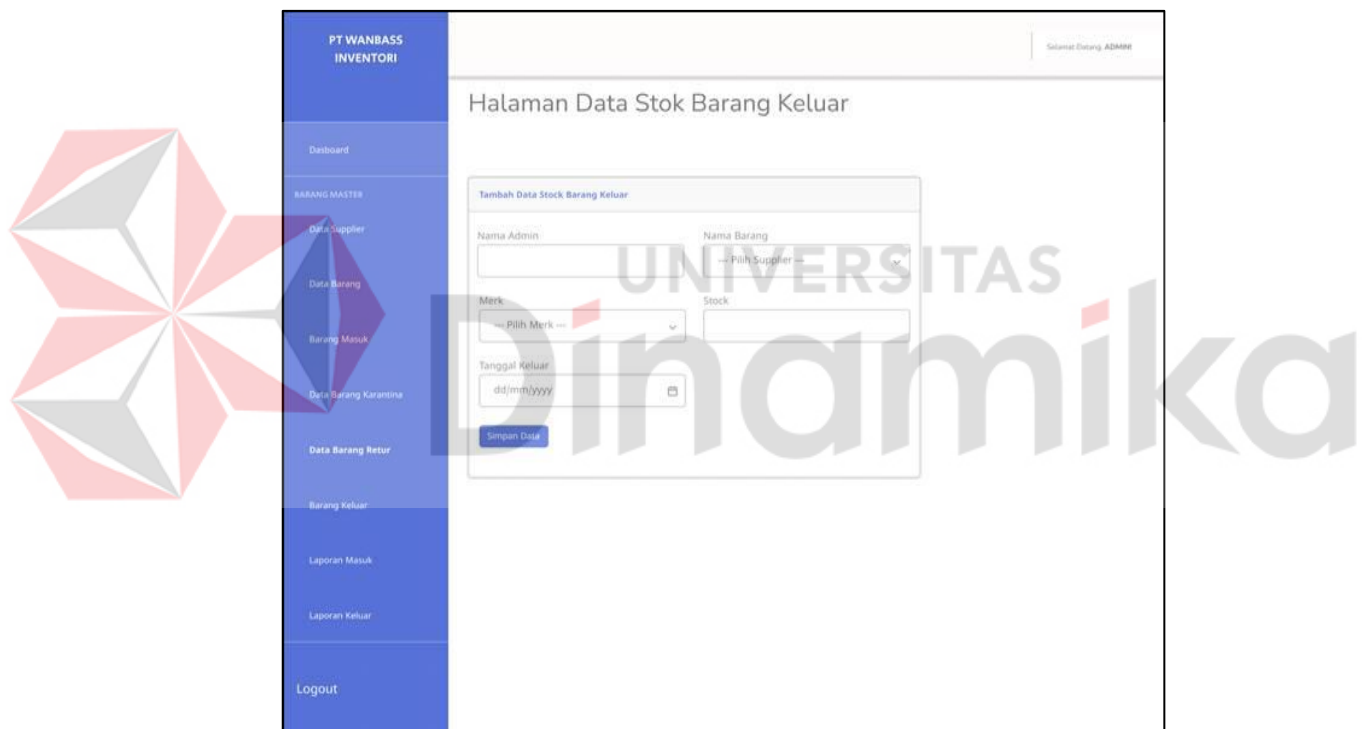 PT WANBASS
INVENTORI
Selamat Datang, ADMIN!
Halaman Data Stok Barang Keluar
Dasboard
BARANG MASTER
Data Supplier
Data Barang
Barang Masuk
Data Barang Karantina
Data Barang Retur
Barang Keluar
Laporan Masuk
Laporan Keluar
Logout
Tambah Data Stock Barang Keluar
Nama Admin
Nama Barang
--- Pilih Supplier ---
Merk
Stock
--- Pilih Merk ---
Tanggal Keluar
dd/mm/yyyy
Simpan Data
UNIVERSITAS
Dinamika